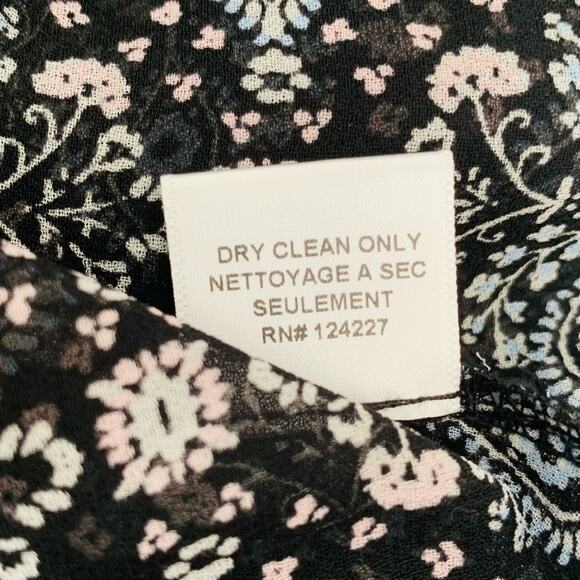 DRY CLEAN ONLY
NETTOYAGE A SEC
SEULEMENT
RN# 124227